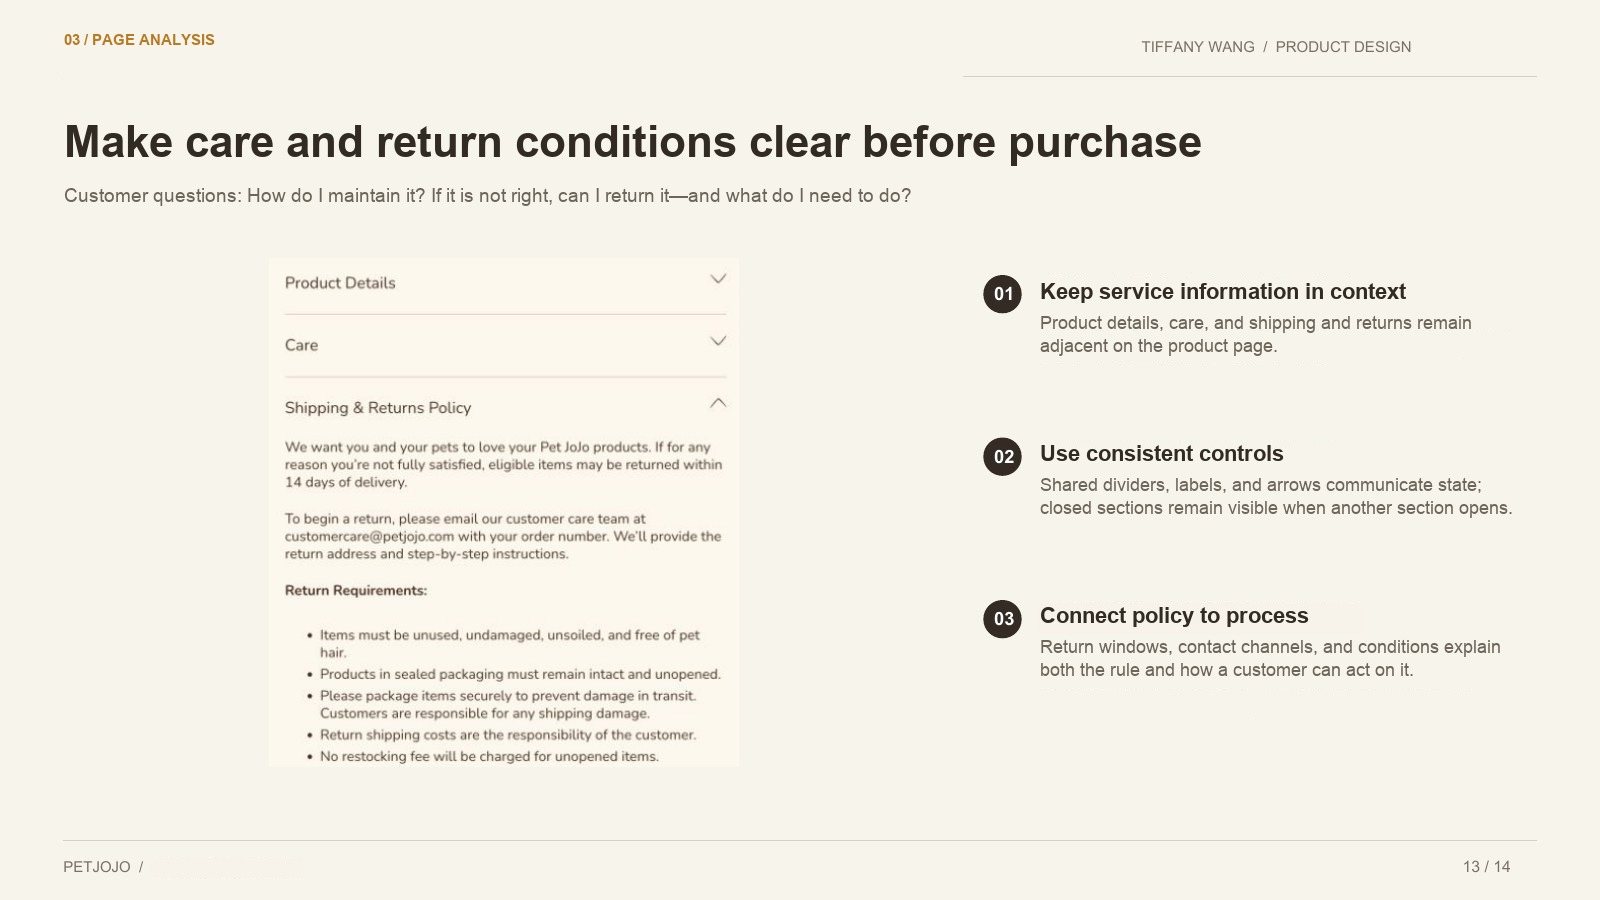 03 / PAGE ANALYSIS
TIFFANY WANG / PRODUCT DESIGN
Make care and return conditions clear before purchase
Customer questions: How do I maintain it? If it is not right, can I return it—and what do I need to do?
Product Details
Care
Shipping & Returns Policy
We want you and your pets to love your Pet JoJo products. If for any
reason you're not fully satisfied, eligible items may be returned within
14 days of delivery.
To begin a return, please email our customer care team at
customercare@petjojo.com with your order number. We'll provide the
return address and step-by-step instructions.
Return Requirements:
• Items must be unused, undamaged, unsoiled, and free of pet
hair.
• Products in sealed packaging must remain intact and unopened.
• Please package items securely to prevent damage in transit.
Customers are responsible for any shipping damage.
• Return shipping costs are the responsibility of the customer.
• No restocking fee will be charged for unopened items.
01
Keep service information in context
Product details, care, and shipping and returns remain
adjacent on the product page.
02
Use consistent controls
Shared dividers, labels, and arrows communicate state;
closed sections remain visible when another section opens.
03
Connect policy to process
Return windows, contact channels, and conditions explain
both the rule and how a customer can act on it.
PETJOJO /
13 / 14